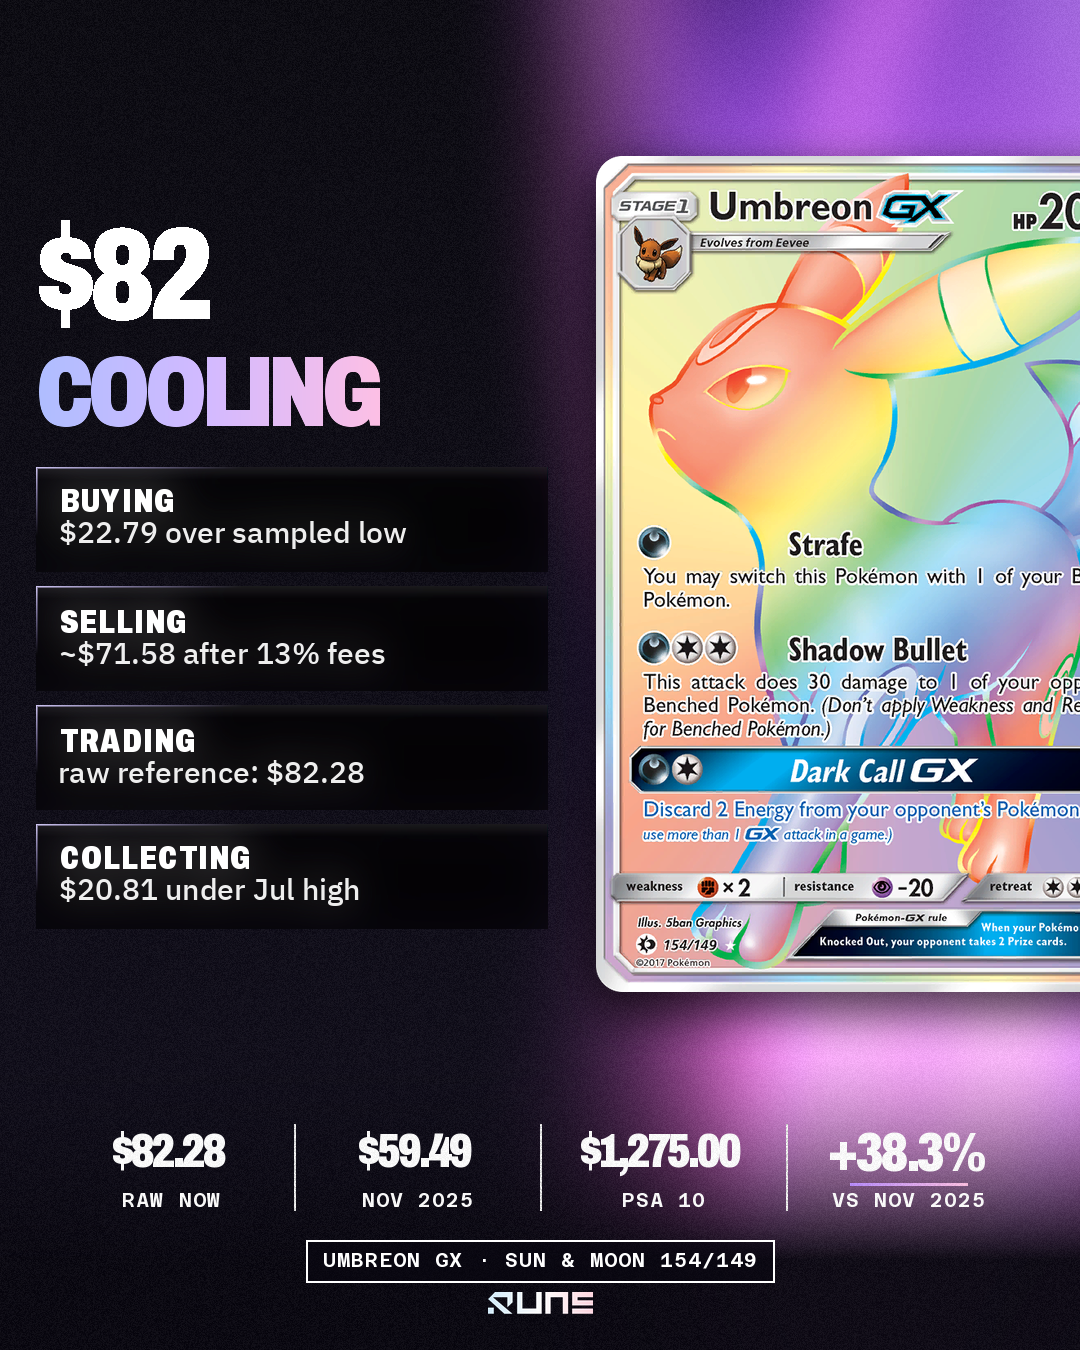 $82
COOLING
BUYING
$22.79 over sampled low
SELLING
~$71.58 after 13% fees
TRADING
raw reference: $82.28
COLLECTING
$20.81 under Jul high
STAGE1
Umbreon GX
HP 20
Evolves from Eevee
Strafe
You may switch this Pokémon with 1 of your B
Pokémon.
Shadow Bullet
This attack does 30 damage to 1 of your opp
Benched Pokémon. (Don't apply Weakness and Re
for Benched Pokémon.)
Dark Call GX
Discard 2 Energy from your opponent's Pokémon
use more than 1 GX attack in a game.)
weakness ×2 resistance -20 retreat
Illus. 5ban Graphics
154/149
©2017 Pokémon
Pokémon-GX rule
When your Pokémo
Knocked Out, your opponent takes 2 Prize cards.
$82.28
RAW NOW
$59.49
NOV 2025
$1,275.00
PSA 10
+38.3%
VS NOV 2025
UMBREON GX · SUN & MOON 154/149
RUNE